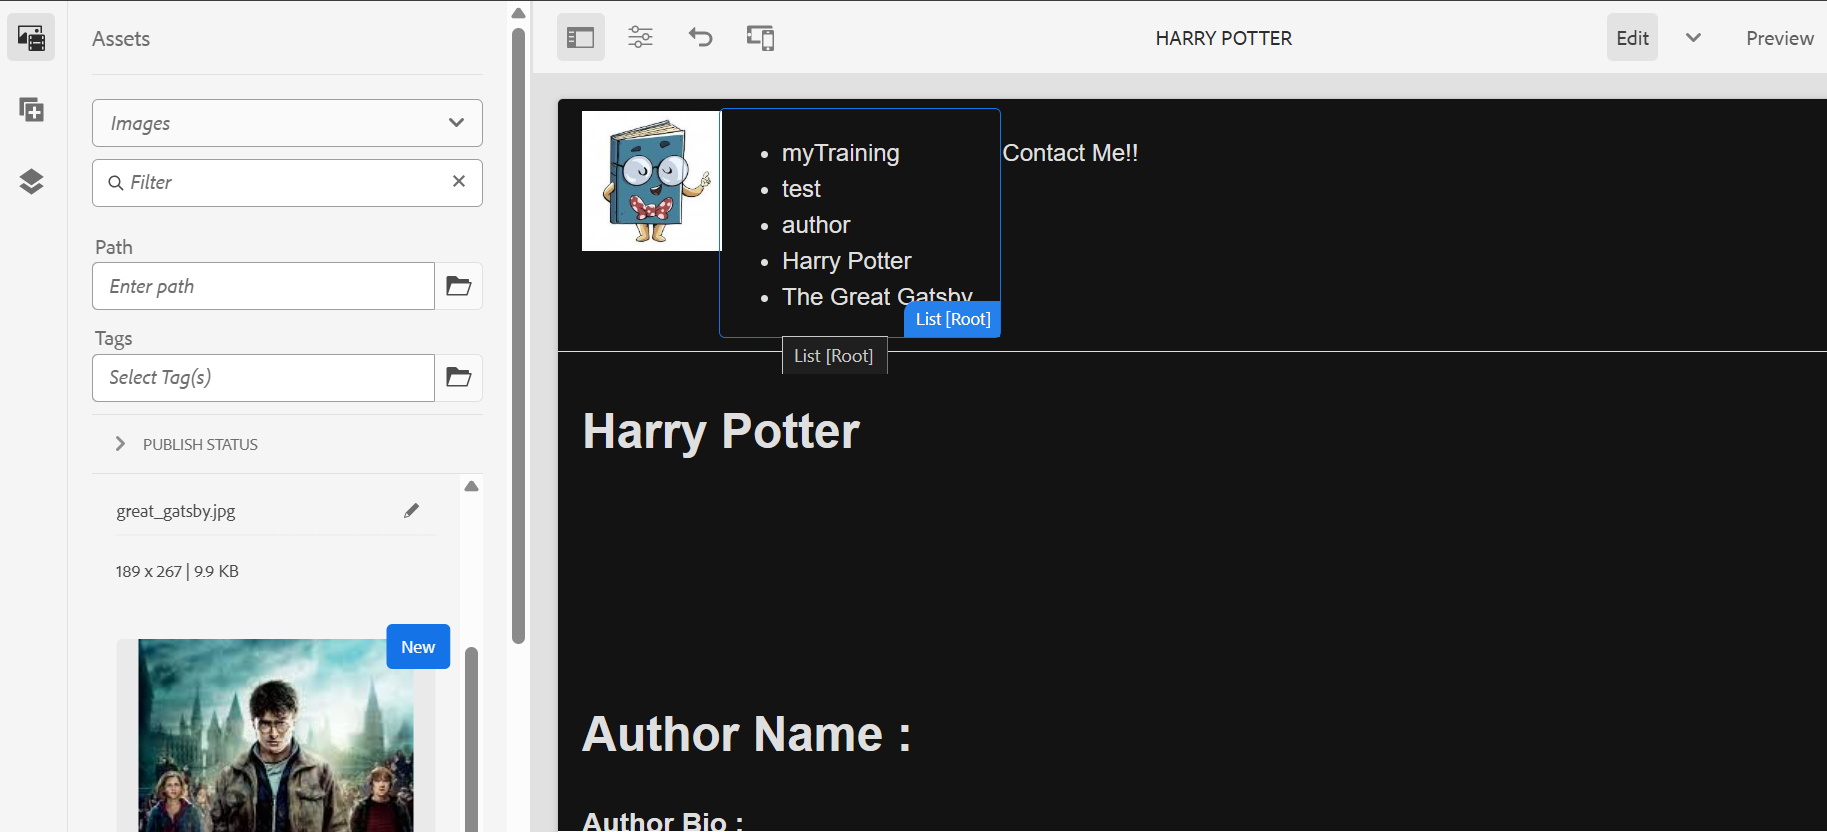 Assets
Images
Filter
Path
Enter path
Tags
Select Tag(s)
PUBLISH STATUS
great_gatsby.jpg
189 x 267 | 9.9 KB
New
HARRY POTTER
Edit
Preview
myTraining
test
author
Harry Potter
The Great Gatsby
List [Root]
Contact Me!!
List [Root]
Harry Potter
Author Name :
Author Bio :